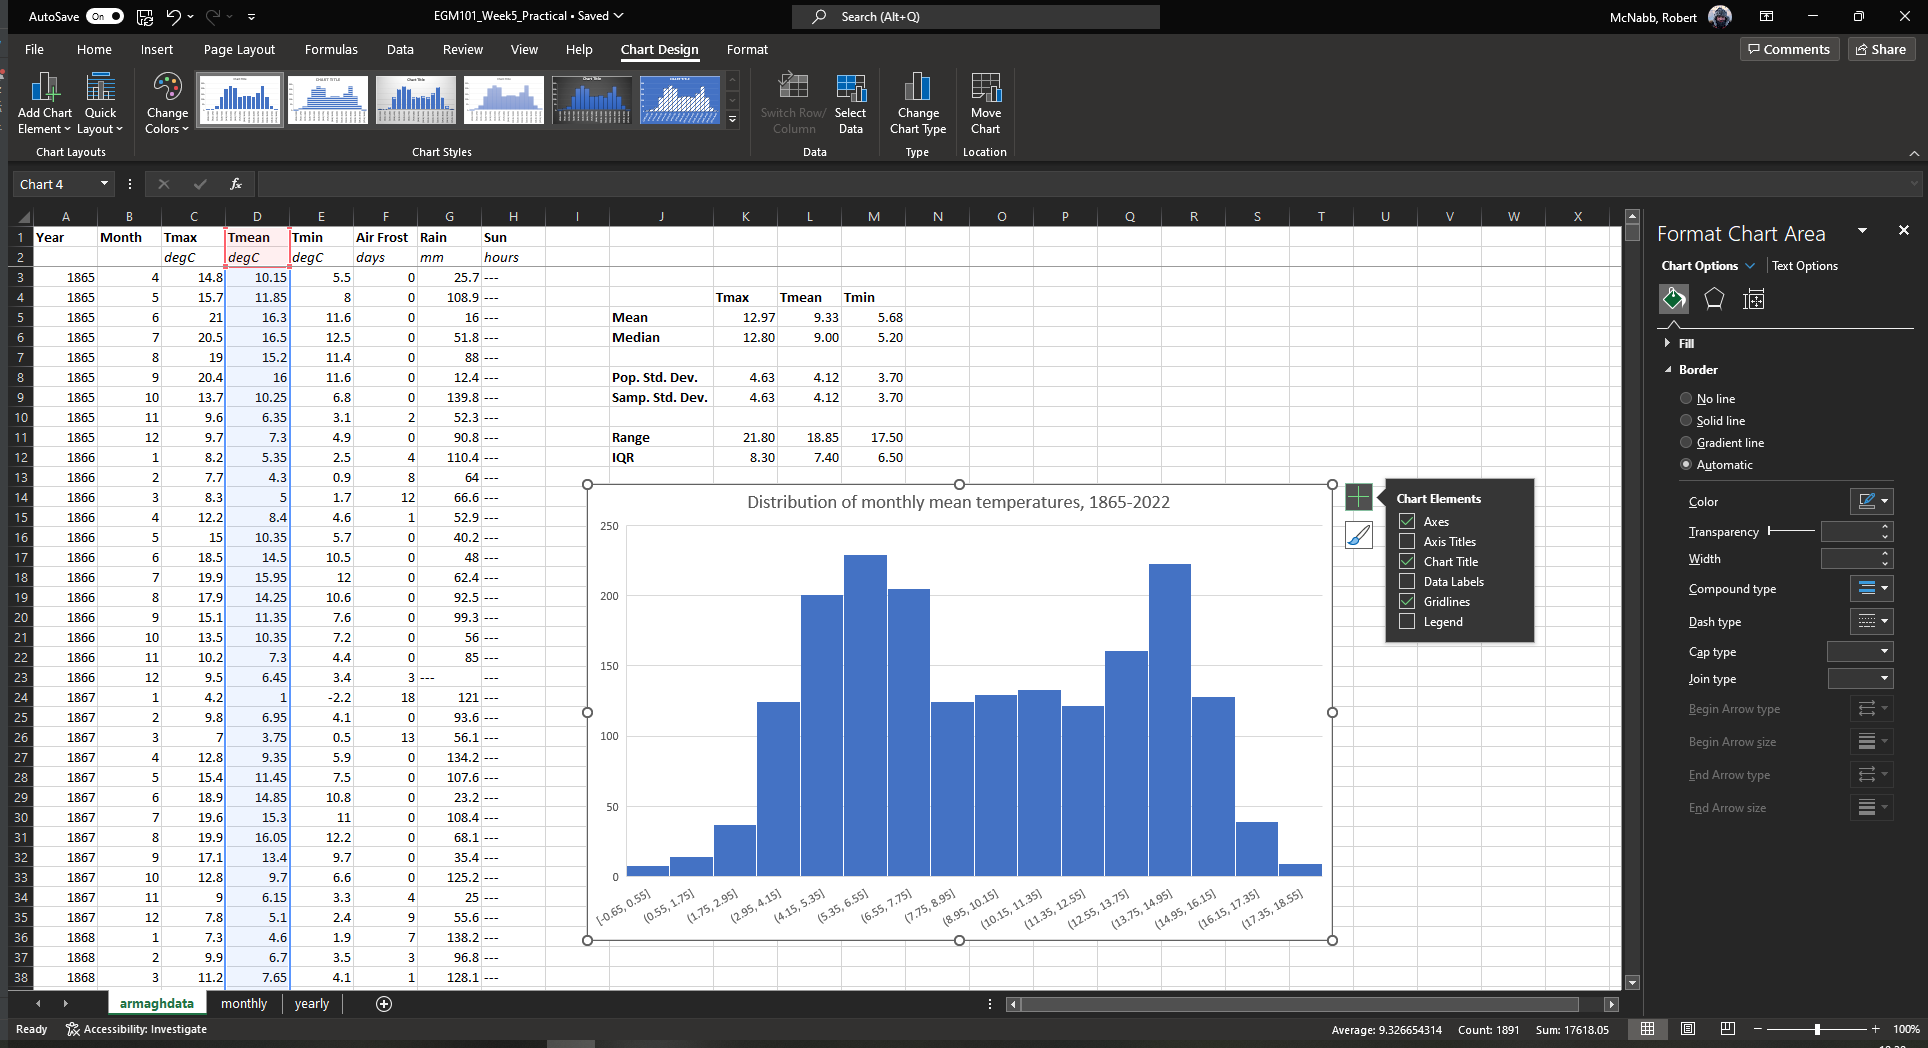 AutoSave On EGM101_Week5_Practical • Saved Search (Alt+Q) McNabb, Robert
File Home Insert Page Layout Formulas Data Review View Help Chart Design Format Comments Share
Add Chart Element Quick Layout Change Colors Switch Row/ Column Select Data Change Chart Type Move Chart
Chart Layouts Chart Styles Data Type Location
Chart 4 fx
A B C D E F G H I J K L M N O P Q R S T U V W X
1 Year Month Tmax Tmean Tmin Air Frost Rain Sun
2 degC degC degC days mm hours
3 1865 4 14.8 10.15 5.5 0 25.7 ---
4 1865 5 15.7 11.85 8 0 108.9 --- Tmax Tmean Tmin
5 1865 6 21 16.3 11.6 0 16 --- Mean 12.97 9.33 5.68
6 1865 7 20.5 16.5 12.5 0 51.8 --- Median 12.80 9.00 5.20
7 1865 8 19 15.2 11.4 0 88 ---
8 1865 9 20.4 16 11.6 0 12.4 --- Pop. Std. Dev. 4.63 4.12 3.70
9 1865 10 13.7 10.25 6.8 0 139.8 --- Samp. Std. Dev. 4.63 4.12 3.70
10 1865 11 9.6 6.35 3.1 2 52.3 ---
11 1865 12 9.7 7.3 4.9 0 90.8 --- Range 21.80 18.85 17.50
12 1866 1 8.2 5.35 2.5 4 110.4 --- IQR 8.30 7.40 6.50
13 1866 2 7.7 4.3 0.9 8 64 ---
14 1866 3 8.3 5 1.7 12 66.6 ---
15 1866 4 12.2 8.4 4.6 1 52.9 ---
16 1866 5 15 10.35 5.7 0 40.2 ---
17 1866 6 18.5 14.5 10.5 0 48 ---
18 1866 7 19.9 15.95 12 0 62.4 ---
19 1866 8 17.9 14.25 10.6 0 92.5 ---
20 1866 9 15.1 11.35 7.6 0 99.3 ---
21 1866 10 13.5 10.35 7.2 0 56 ---
22 1866 11 10.2 7.3 4.4 0 85 ---
23 1866 12 9.5 6.45 3.4 3 --- ---
24 1867 1 4.2 1 -2.2 18 121 ---
25 1867 2 9.8 6.95 4.1 0 93.6 ---
26 1867 3 7 3.75 0.5 13 56.1 ---
27 1867 4 12.8 9.35 5.9 0 134.2 ---
28 1867 5 15.4 11.45 7.5 0 107.6 ---
29 1867 6 18.9 14.85 10.8 0 23.2 ---
30 1867 7 19.6 15.3 11 0 108.4 ---
31 1867 8 19.9 16.05 12.2 0 68.1 ---
32 1867 9 17.1 13.4 9.7 0 35.4 ---
33 1867 10 12.8 9.7 6.6 0 125.2 ---
34 1867 11 9 6.15 3.3 4 25 ---
35 1867 12 7.8 5.1 2.4 9 55.6 ---
36 1868 1 7.3 4.6 1.9 7 138.2 ---
37 1868 2 9.9 6.7 3.5 3 96.8 ---
38 1868 3 11.2 7.65 4.1 1 128.1 ---
Distribution of monthly mean temperatures, 1865-2022
250
200
150
100
50
0
[-0.65, 0.55] (0.55, 1.75] (1.75, 2.95] (2.95, 4.15] (4.15, 5.35] (5.35, 6.55] (6.55, 7.75] (7.75, 8.95] (8.95, 10.15] (10.15, 11.35] (11.35, 12.55] (12.55, 13.75] (13.75, 14.95] (14.95, 16.15] (16.15, 17.35] (17.35, 18.55]
Chart Elements
Axes
Axis Titles
Chart Title
Data Labels
Gridlines
Legend
Format Chart Area
Chart Options Text Options
Fill
Border
No line
Solid line
Gradient line
Automatic
Color
Transparency
Width
Compound type
Dash type
Cap type
Join type
Begin Arrow type
Begin Arrow size
End Arrow type
End Arrow size
armaghdata monthly yearly
Ready Accessibility: Investigate Average: 9.326654314 Count: 1891 Sum: 17618.05 100%